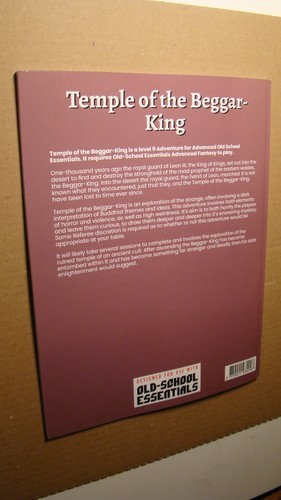 Temple of the Beggar-
King
Temple of the Beggar-King is a level 9 Adventure for Advanced Old School
Essentials. It requires Old-School Essentials Advanced Fantasy to play.
One-thousand years ago the royal guard of Leon III, the King of Kings, set out into the
desert to find and destroy the stronghold of the mad prophet of the eastern wastes,
the Beggar-King. Into the desert the royal guard, the hand of Leon, marched. It is not
known what they encountered, just that they, and the Temple of the Beggar-King,
have been lost to time ever since.
Temple of the Beggar-King is an exploration of the strange, often invoking a dark
interpretation of Buddhist themes and ideas. This adventure involves both elements
of horror and violence, as well as high weirdness. It's aim is to both horrify the players
and leave them curious, to draw them deeper and deeper into it's emanating mystery.
Some Referee discretion is required as to whether or not this adventure would be
appropriate at your table.
It will likely take several sessions to complete and involves the exploration of the
ruined temple of an ancient cult. After ascending the Beggar-King has become
entombed within it and has become something far stranger and deadly than his dark
enlightenment would suggest.
DESIGNED FOR USE WITH
OLD-SCHOOL
ESSENTIALS